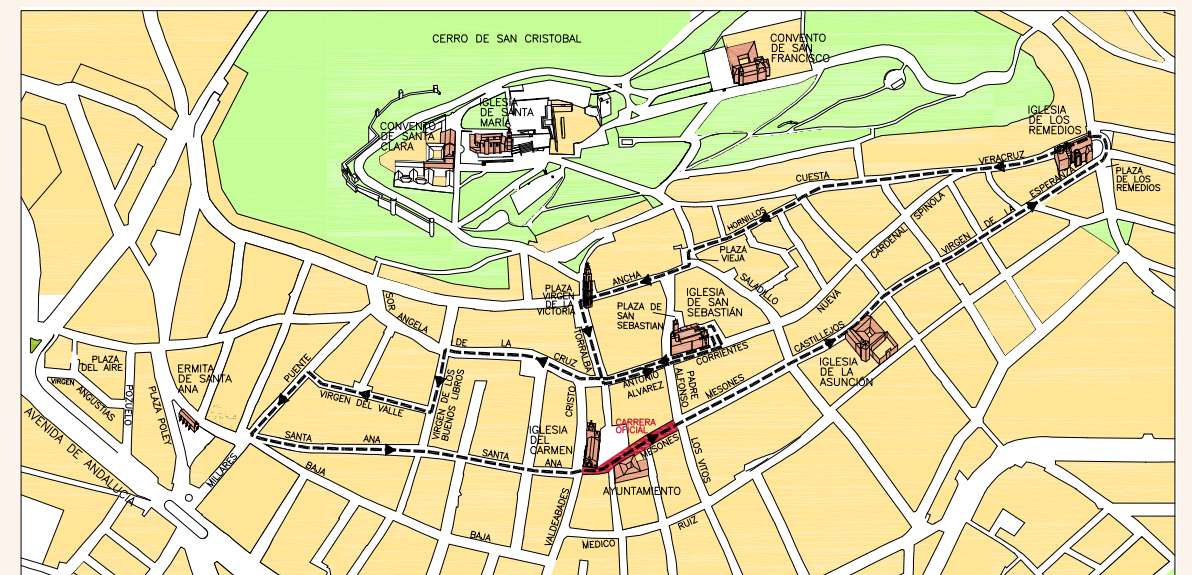 CERRO DE SAN CRISTOBAL
CONVENTO
DE SAN
FRANCISCO
IGLESIA
DE SANTA
MARÍA
CONVENTO
DE SANTA
CLARA
IGLESIA
DE LOS
REMEDIOS
PLAZA
DE LOS
REMEDIOS
VERACRUZ
CUESTA
ESPERANZA
LA
DE
VIRGEN
SPINOLA
CARDENAL
HORNILLOS
PLAZA
VIEJA
ANCHA
SALADILLO
NUEVA
PLAZA
VIRGEN
DE LA
VICTORIA
PLAZA DE
SAN
SEBASTIAN
IGLESIA
DE SAN
SEBASTIÁN
SOR ANGELA
TORRALBA
CASTILLEJOS
CORRIENTES
IGLESIA
DE LA
ASUNCIÓN
DE LA
CRUZ
ANTONIO
ALVAREZ
PADRE
ALFONSO
MESONES
PLAZA
DEL AIRE
VIRGEN
ANGUSTIAS
POZUELO
PLAZA POLEY
ERMITA
DE SANTA
ANA
PUENTE
VIRGEN DEL VALLE
VIRGEN DE LOS
BUENOS LIBROS
CRISTO
CARRERA
OFICIAL
MESONES
IGLESIA
DEL
CARMEN
SANTA ANA
SANTA
ANA
AYUNTAMIENTO
LOS VITOS
AVENIDA DE ANDALUCIA
MILLARES
BAJA
BAJA
VALDEABADES
MEDICO
RUIZ